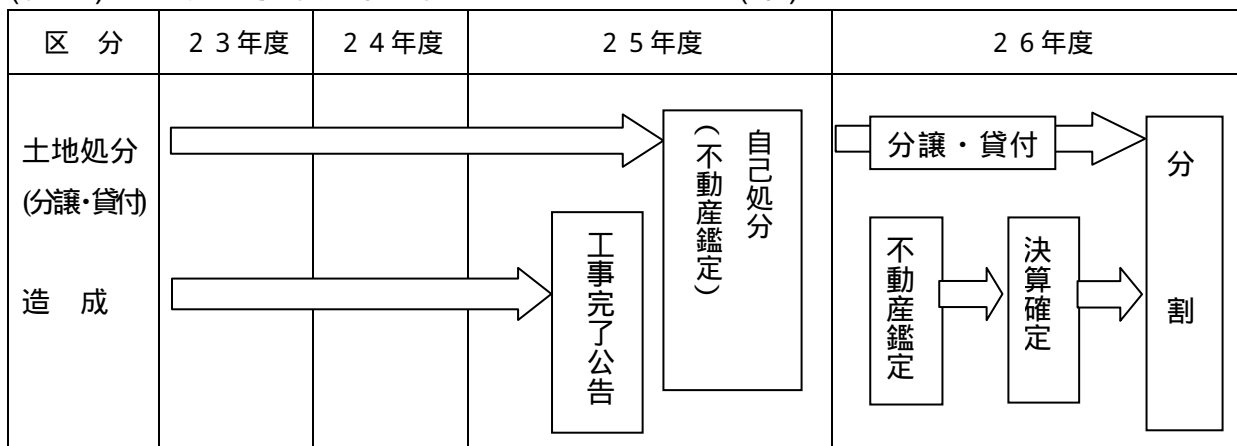 区 分
２３年度
２４年度
２５年度
２６年度
土地処分
(分譲・貸付)
自己処分
(不動産鑑定)
分譲・貸付
分割
造 成
工事完了公告
不動産鑑定
決算確定